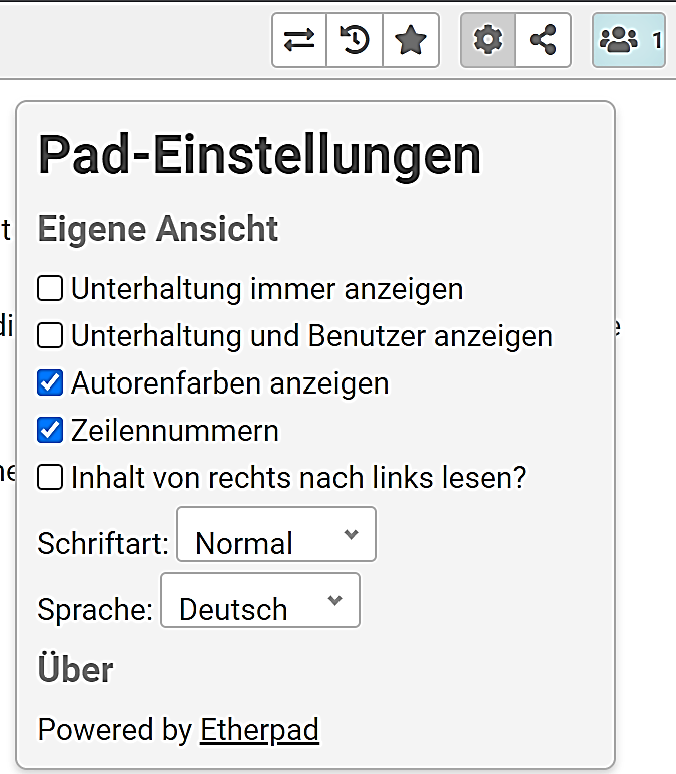 1
Pad-Einstellungen
Eigene Ansicht
Unterhaltung immer anzeigen
Unterhaltung und Benutzer anzeigen
Autorenfarben anzeigen
Zeilennummern
Inhalt von rechts nach links lesen?
Schriftart: Normal
Sprache: Deutsch
Über
Powered by Etherpad